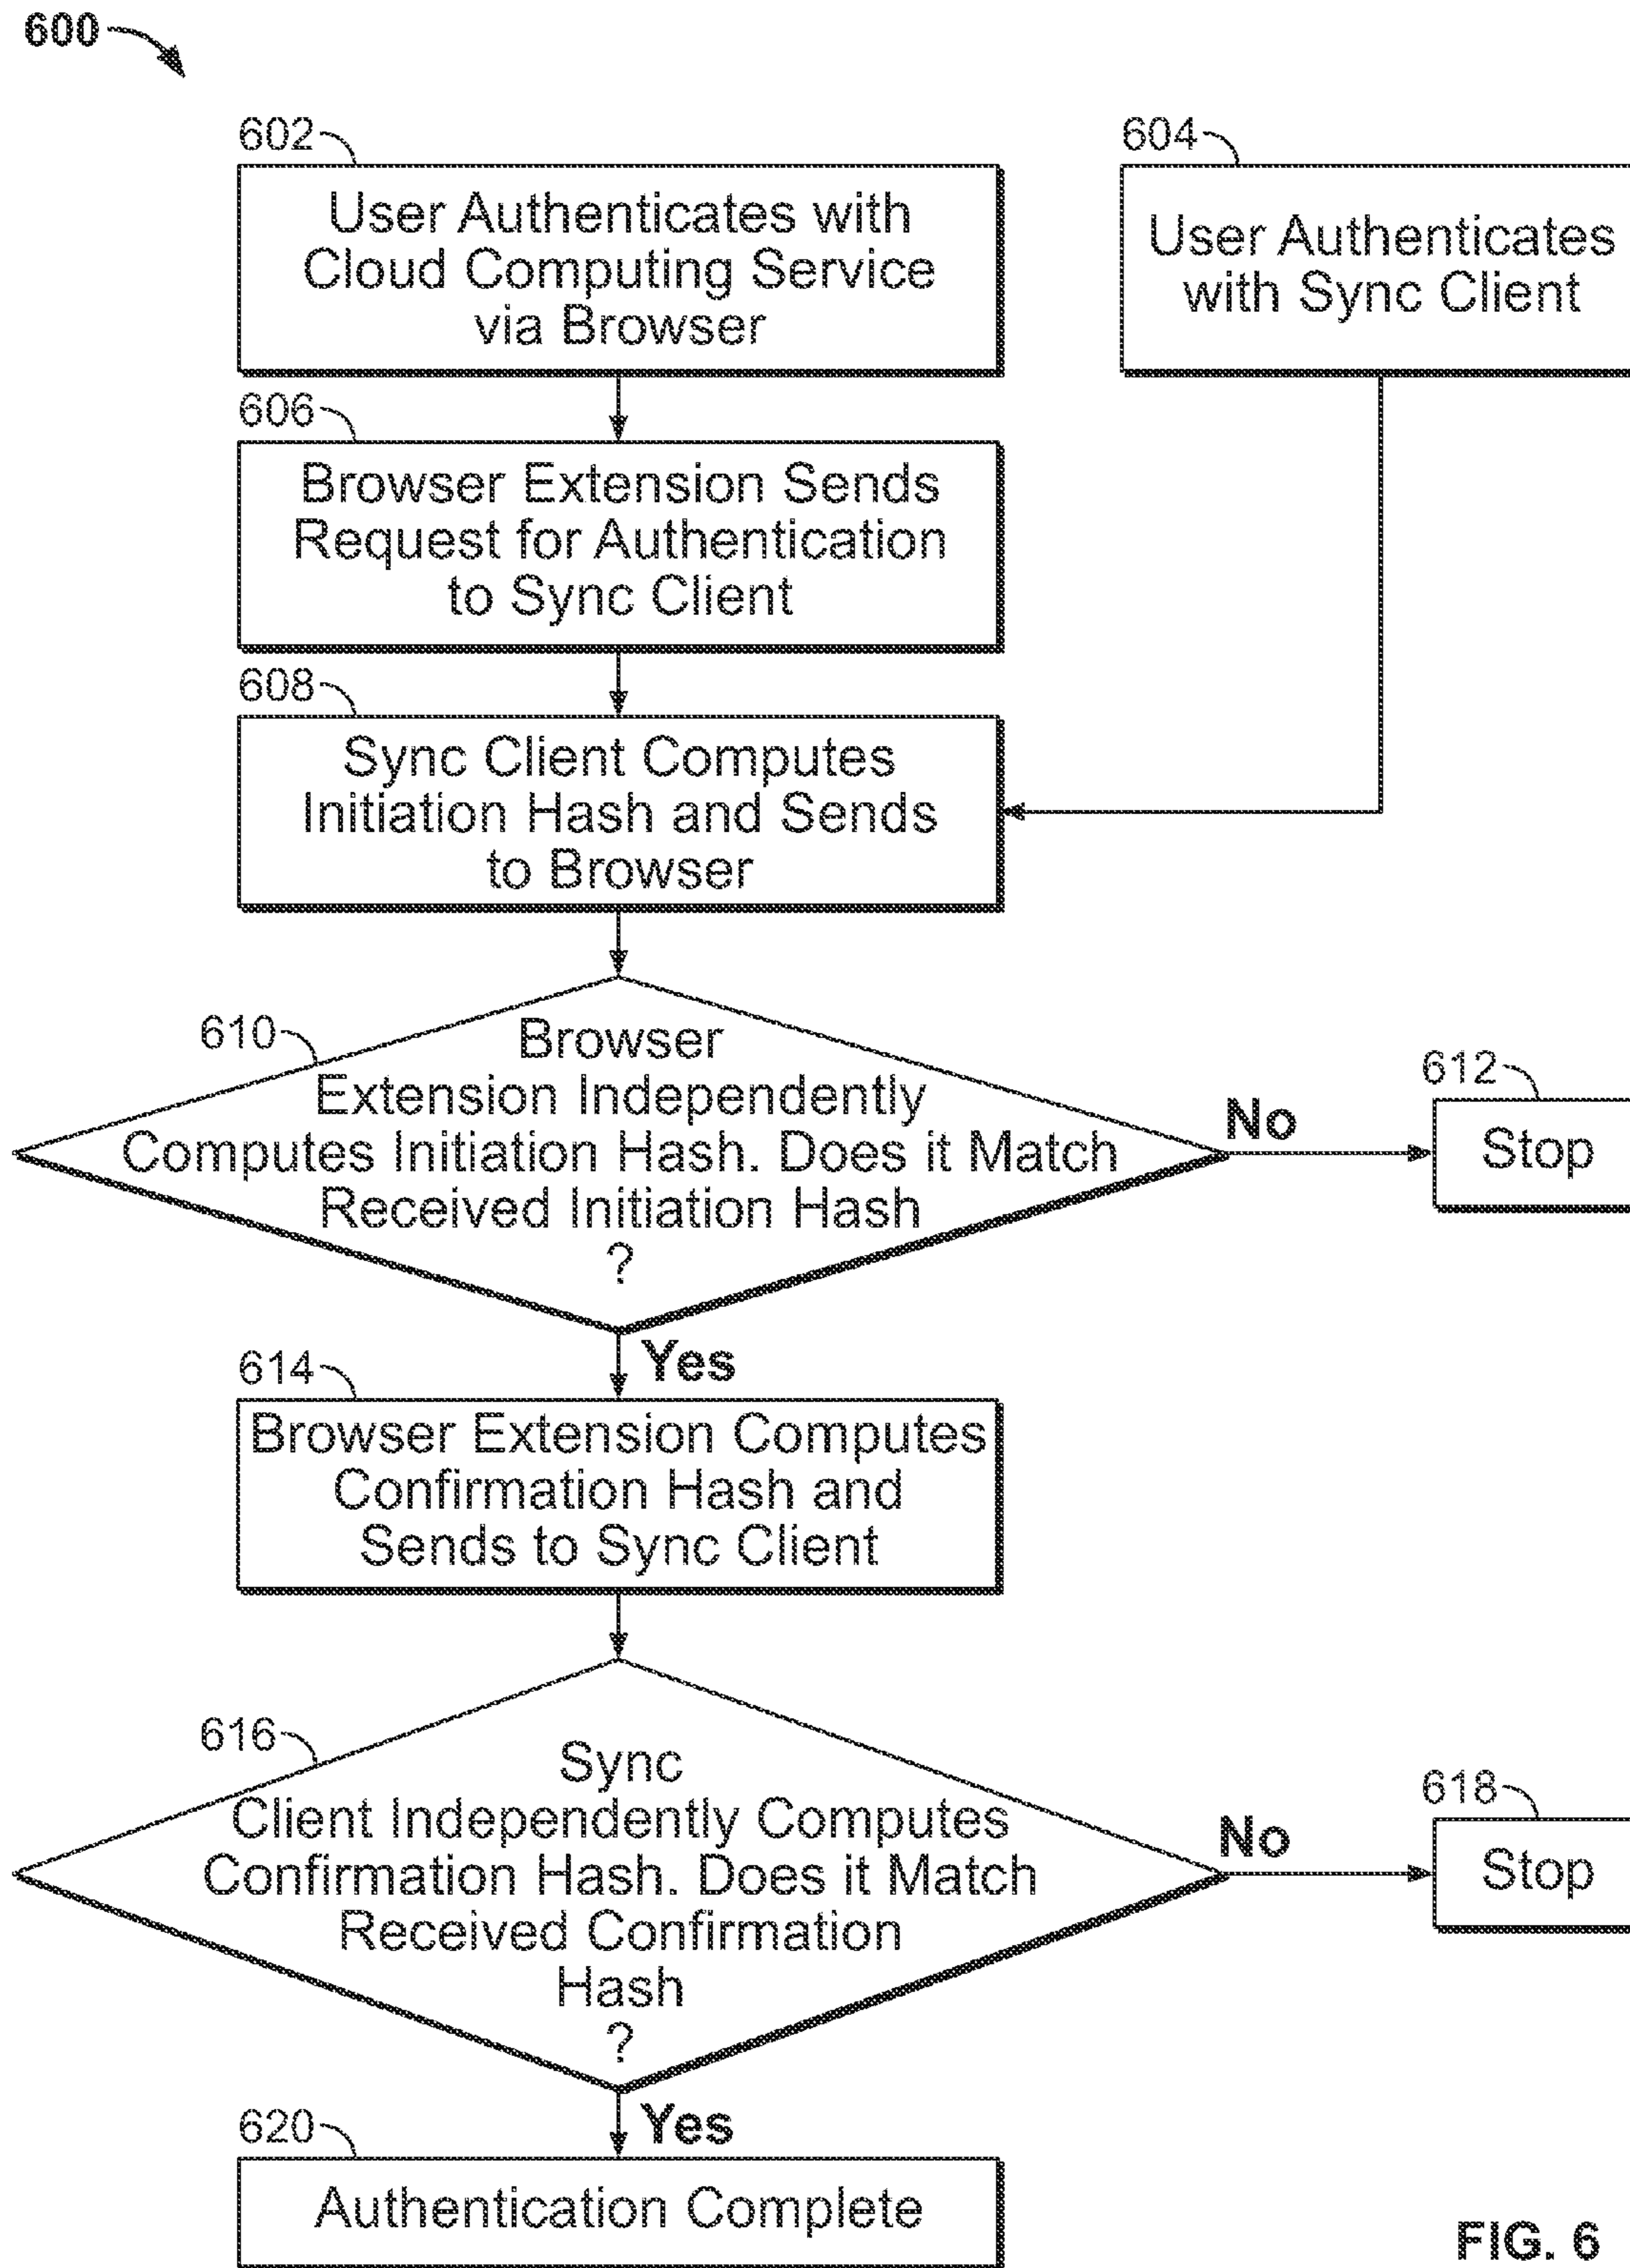 600
602
User Authenticates with
Cloud Computing Service
via Browser
604
User Authenticates
with Sync Client
606
Browser Extension Sends
Request for Authentication
to Sync Client
608
Sync Client Computes
Initiation Hash and Sends
to Browser
610
Browser
Extension Independently
Computes Initiation Hash. Does it Match
Received Initiation Hash
?
No
612
Stop
Yes
614
Browser Extension Computes
Confirmation Hash and
Sends to Sync Client
616
Sync
Client Independently Computes
Confirmation Hash. Does it Match
Received Confirmation
Hash
?
No
618
Stop
Yes
620
Authentication Complete
FIG. 6